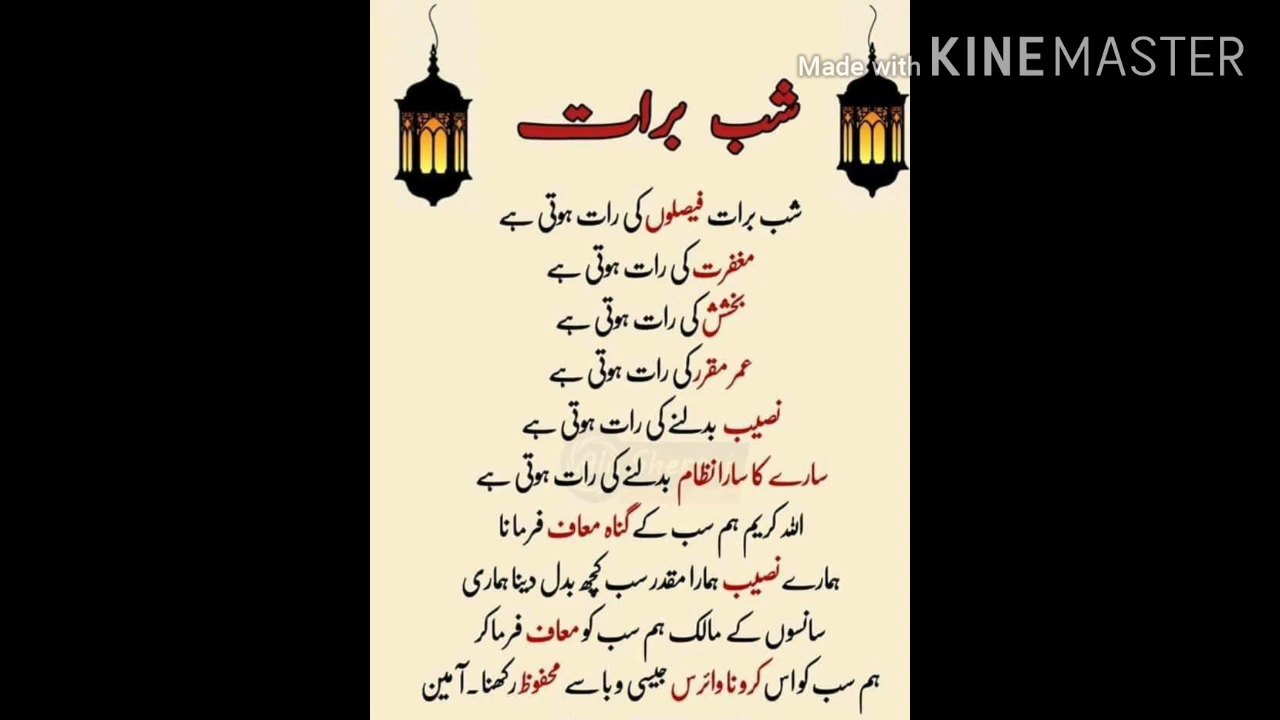 Made with KINEMASTER
شب برات
شب برات فیصلوں کی رات ہوتی ہے
مغفرت کی رات ہوتی ہے
بخشش کی رات ہوتی ہے
عمر مقرر کی رات ہوتی ہے
نصیب بدلنے کی رات ہوتی ہے
سارے کا سارا نظام بدلنے کی رات ہوتی ہے
اللہ کریم ہم سب کے گناہ معاف فرمانا
ہمارے نصیب ہمارا مقدر سب کچھ بدل دینا ہماری
سانسوں کے مالک ہم سب کو معاف فرما کر
ہم سب کو اس کرونا وائرس جیسی وبا سے محفوظ رکھنا۔ آمین